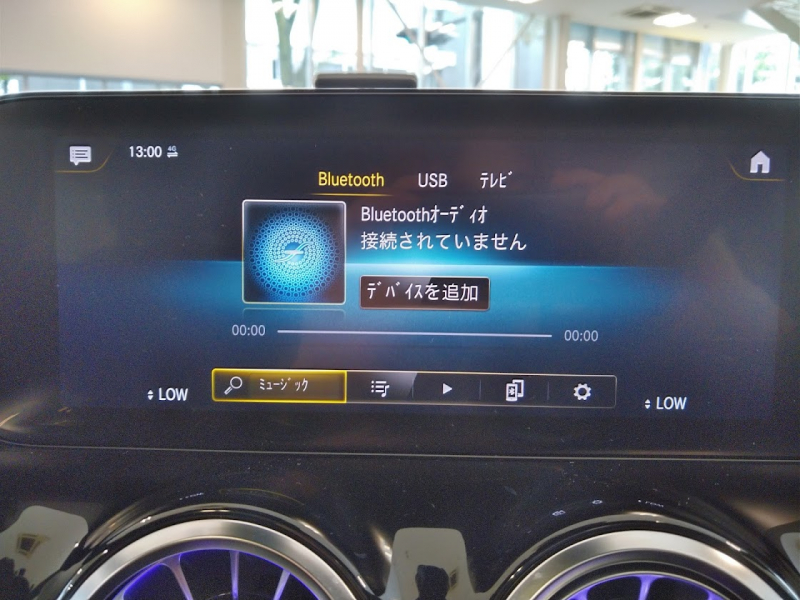 13:00 4G
Bluetooth USB ﾃﾚﾋﾞ
Bluetoothｵｰﾃﾞｨｵ
接続されていません
ﾃﾞﾊﾞｲｽを追加
00:00 00:00
ﾐｭｰｼﾞｯｸ
LOW LOW